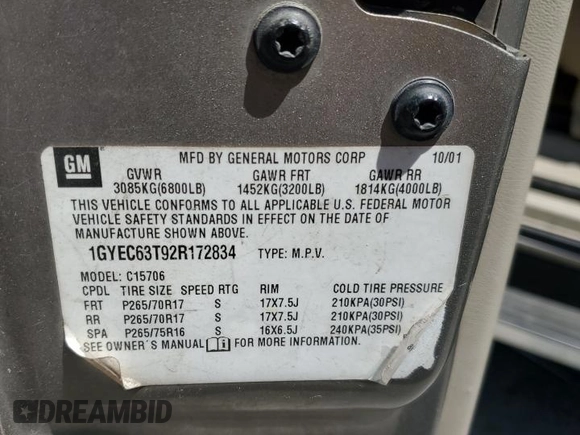 GM
MFD BY GENERAL MOTORS CORP 10/01
GVWR GAWR FRT GAWR RR
3085KG(6800LB) 1452KG(3200LB) 1814KG(4000LB)
THIS VEHICLE CONFORMS TO ALL APPLICABLE U.S. FEDERAL MOTOR
VEHICLE SAFETY STANDARDS IN EFFECT ON THE DATE OF
MANUFACTURE SHOWN ABOVE.
1GYEC63T92R172834 TYPE: M.P.V.
MODEL: C15706
CPDL TIRE SIZE SPEED RTG RIM COLD TIRE PRESSURE
FRT P265/70R17 S 17X7.5J 210KPA(30PSI)
RR P265/70R17 S 17X7.5J 210KPA(30PSI)
SPA P265/75R16 S 16X6.5J 240KPA(35PSI)
SEE OWNER'S MANUAL FOR MORE INFORMATION.
DREAMBID